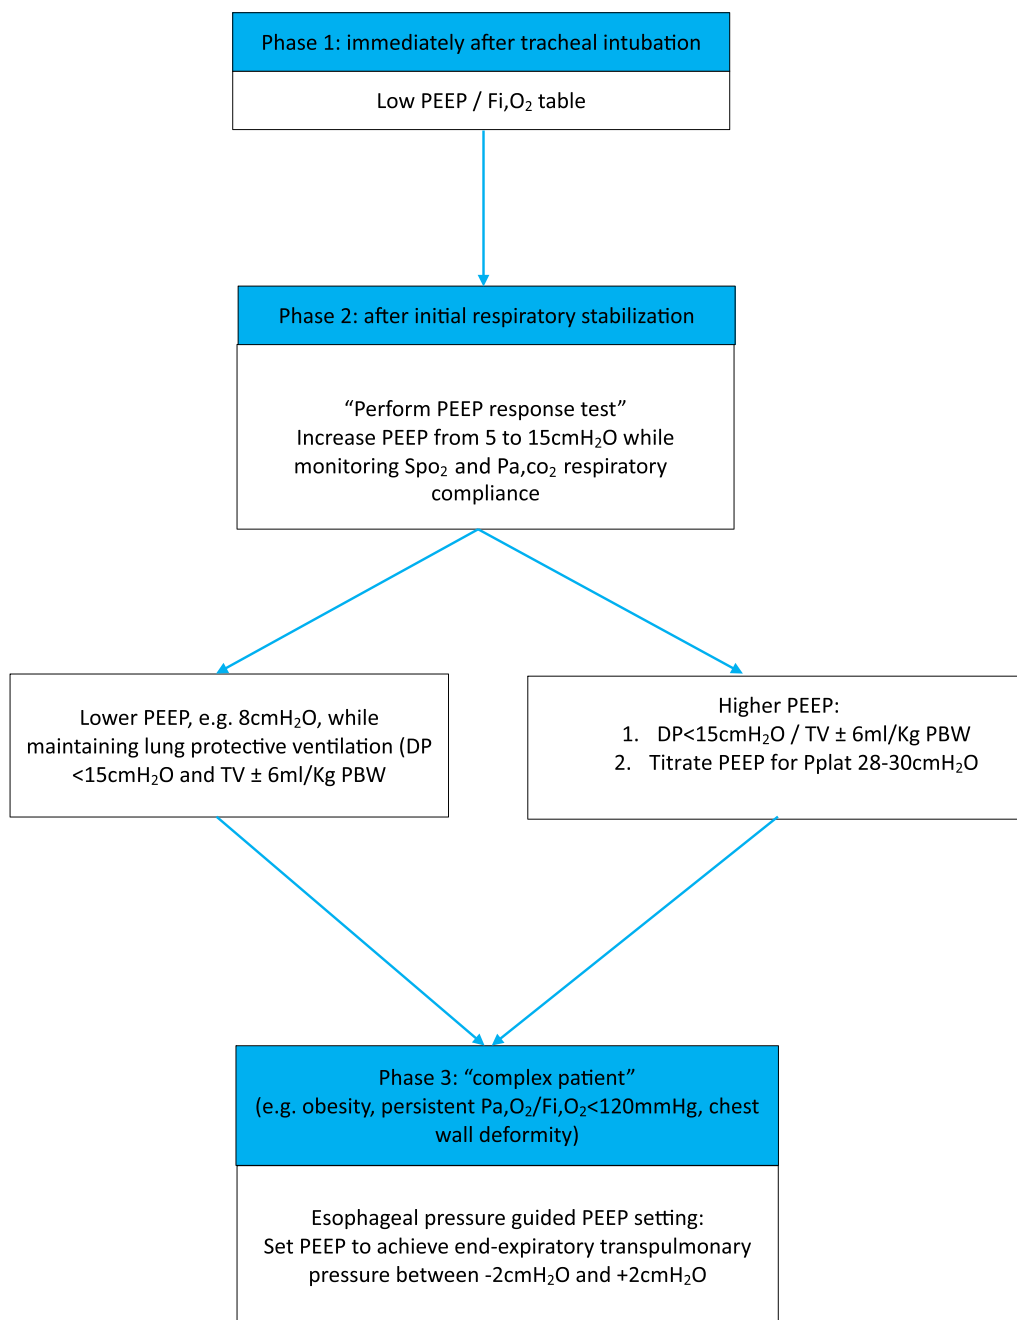 Phase 1: immediately after tracheal intubation
Low PEEP / Fi,O₂ table
Phase 2: after initial respiratory stabilization
“Perform PEEP response test”
Increase PEEP from 5 to 15cmH₂O while
monitoring Spo₂ and Pa,co₂ respiratory
compliance
Lower PEEP, e.g. 8cmH₂O, while
maintaining lung protective ventilation (DP
<15cmH₂O and TV ± 6ml/Kg PBW
Higher PEEP:
1. DP<15cmH₂O / TV ± 6ml/Kg PBW
2. Titrate PEEP for Pplat 28-30cmH₂O
Phase 3: “complex patient”
(e.g. obesity, persistent Pa,O₂/Fi,O₂<120mmHg, chest
wall deformity)
Esophageal pressure guided PEEP setting:
Set PEEP to achieve end-expiratory transpulmonary
pressure between -2cmH₂O and +2cmH₂O